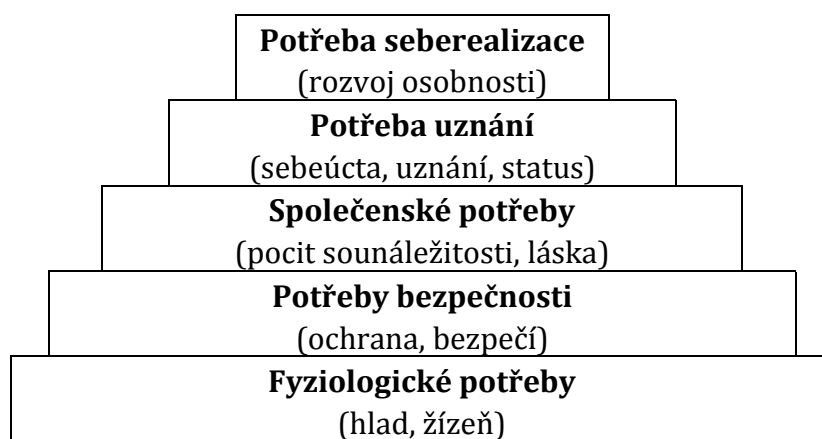 Potřeba seberealizace
(rozvoj osobnosti)
Potřeba uznání
(sebeúcta, uznání, status)
Společenské potřeby
(pocit sounáležitosti, láska)
Potřeby bezpečnosti
(ochrana, bezpečí)
Fyziologické potřeby
(hlad, žízeň)